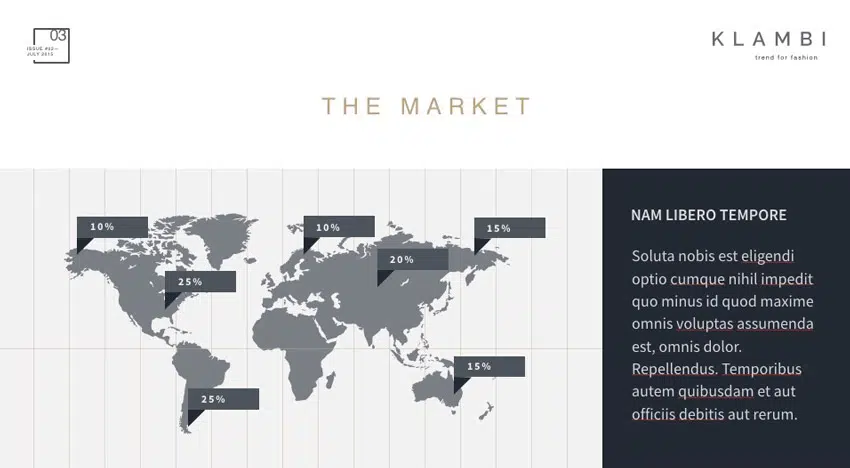 03
ISSUE #32—
JULY 2015
KLAMBI
trend for fashion
THE MARKET
10%
10%
15%
20%
25%
15%
25%
NAM LIBERO TEMPORE
Soluta nobis est eligendi
optio cumque nihil impedit
quo minus id quod maxime
omnis voluptas assumenda
est, omnis dolor.
Repellendus. Temporibus
autem quibusdam et aut
officiis debitis aut rerum.